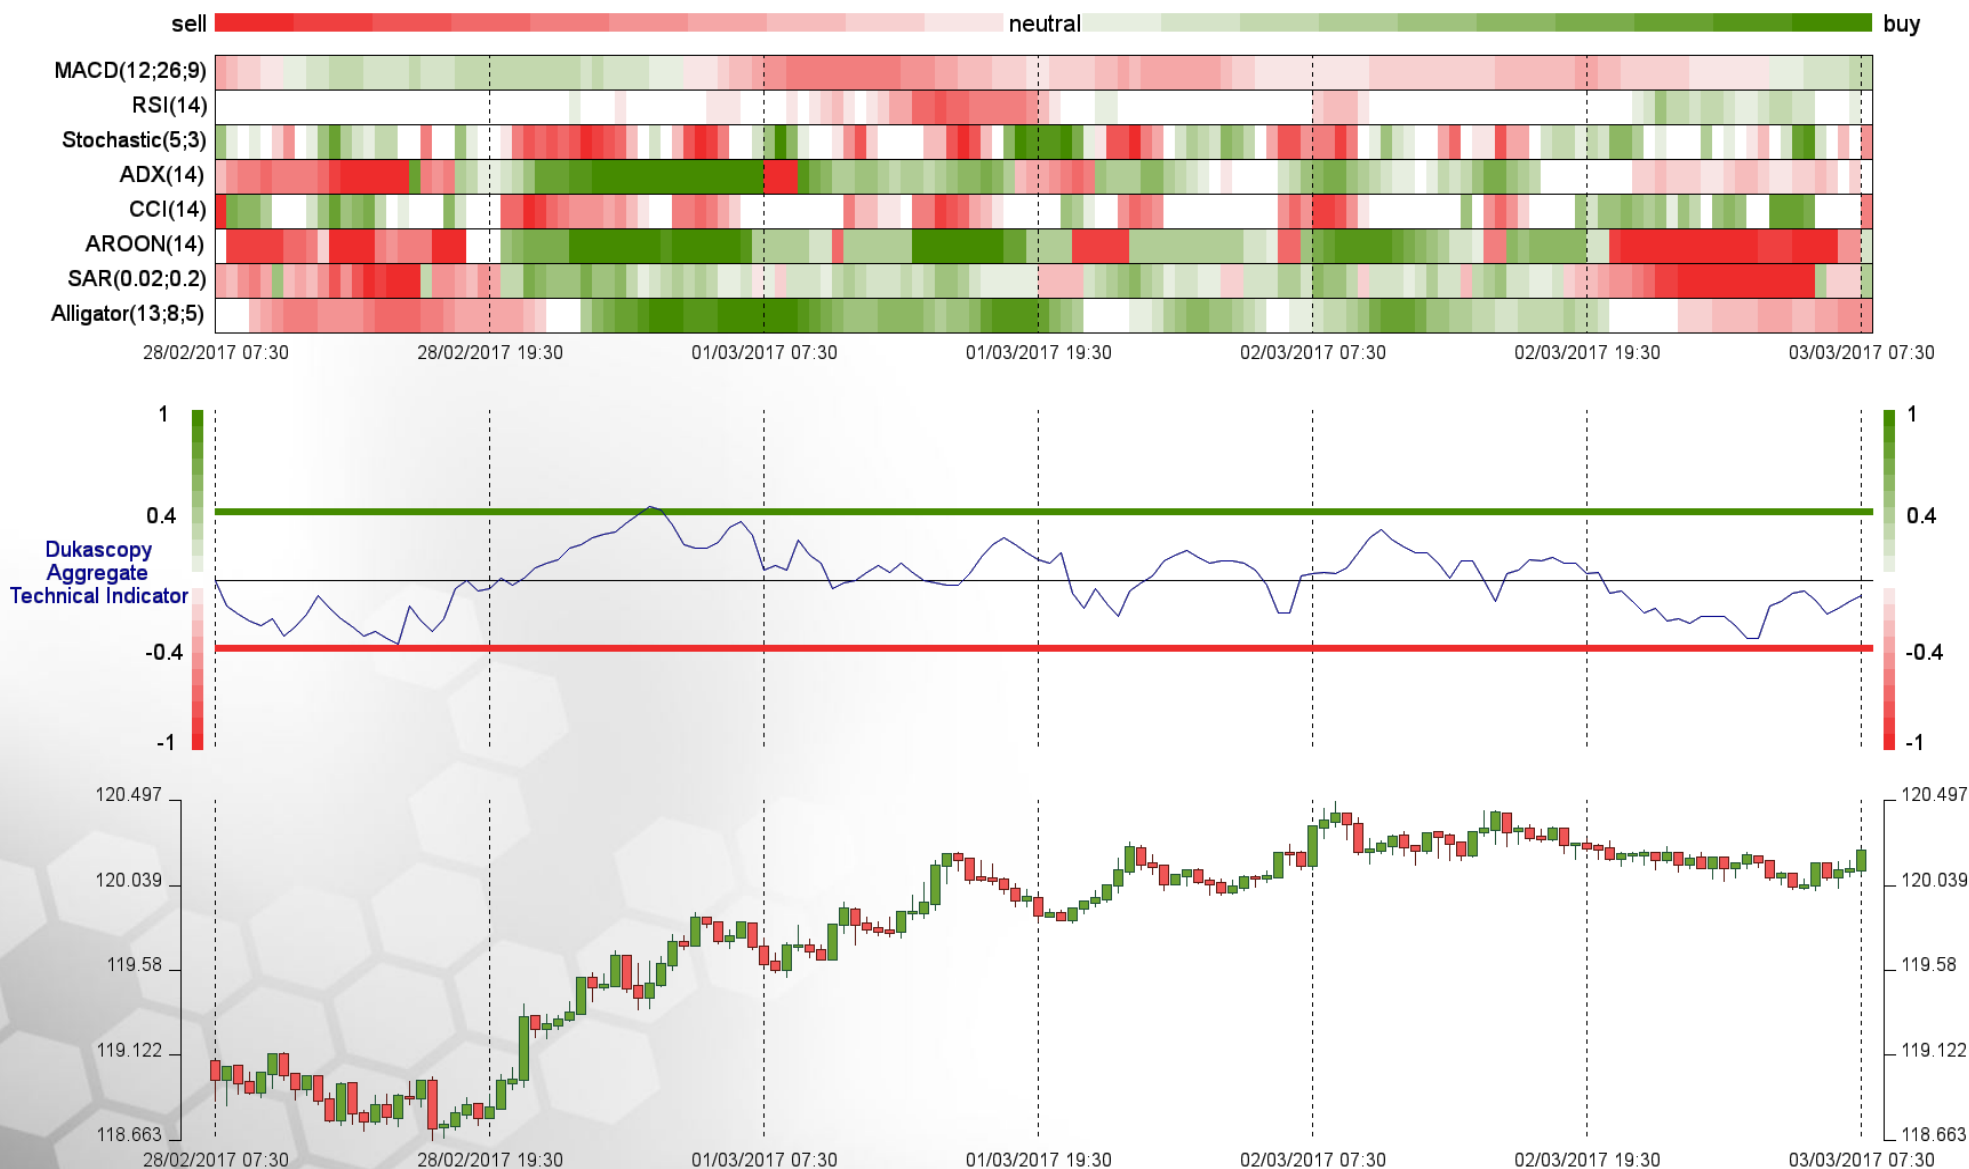 sell neutral buy
MACD(12;26;9)
RSI(14)
Stochastic(5;3)
ADX(14)
CCI(14)
AROON(14)
SAR(0.02;0.2)
Alligator(13;8;5)
28/02/2017 07:30 28/02/2017 19:30 01/03/2017 07:30 01/03/2017 19:30 02/03/2017 07:30 02/03/2017 19:30 03/03/2017 07:30
1 1
0.4 0.4
Dukascopy
Aggregate
Technical Indicator
-0.4 -0.4
-1 -1
120.497 120.497
120.039 120.039
119.58 119.58
119.122 119.122
118.663 118.663
28/02/2017 07:30 28/02/2017 19:30 01/03/2017 07:30 01/03/2017 19:30 02/03/2017 07:30 02/03/2017 19:30 03/03/2017 07:30